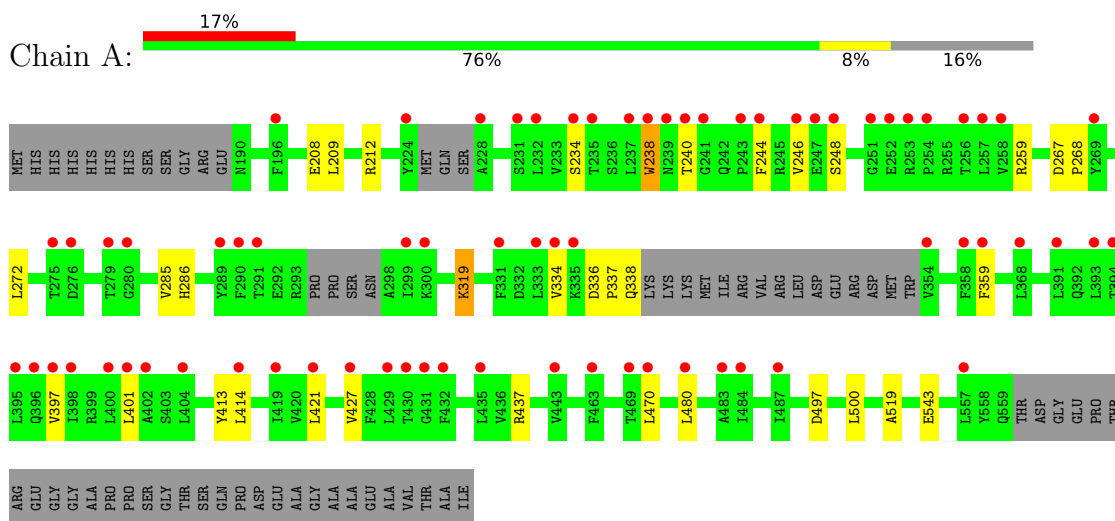 17%
Chain A:
76% 8% 16%
MET HIS HIS HIS HIS HIS HIS SER SER GLY ARG GLU N190 F196 E208 L209 R212 Y224 MET GLN SER A228 S231 L232 V233 S234 T235 S236 L237 W238 N239 T240 G241 Q242 P243 F244 R245 V246 E247 S248 G251 E252 R253 P254 R255 T256 L257 V258 R259 D267 P268 Y269
L272 T275 D276 T279 G280 V285 H286 Y289 F290 T291 E292 R293 PRO PRO SER ASN A298 I299 K300 K319 F331 D332 L333 V334 K335 D336 P337 Q338 LYS LYS LYS MET ILE ARG VAL ARG LEU ASP GLU ARG ASP MET TRP V354 F358 F359 L368 L391 Q392 L393 T394
L395 Q396 V397 I398 R399 L400 L401 A402 S403 L404 Y413 L414 I419 V420 L421 V427 F428 L429 T430 G431 F432 L435 V436 R437 V443 F463 T469 L470 L480 A483 I484 I487 D497 L500 A519 E543 L557 Y558 Q559 THR ASP GLY GLU PRO THR
ARG GLU GLY GLY ALA PRO PRO SER GLY THR SER GLN PRO ASP GLU ALA GLY ALA ALA GLU ALA VAL THR ALA ILE